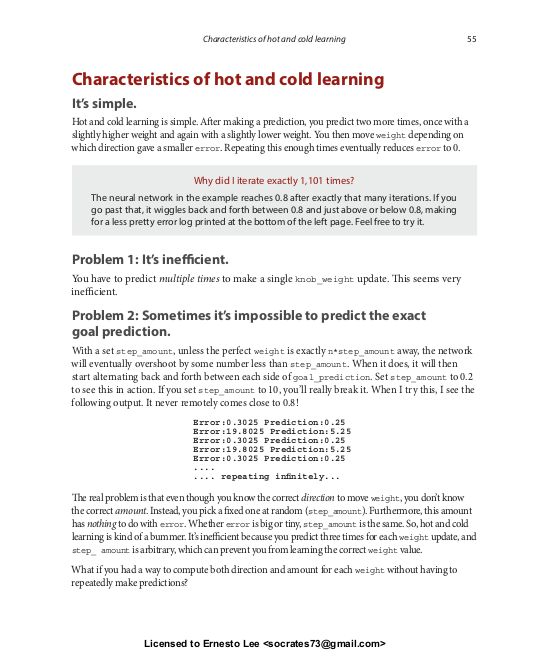 Characteristics of hot and cold learning 55
Characteristics of hot and cold learning
It's simple.
Hot and cold learning is simple. After making a prediction, you predict two more times, once with a
slightly higher weight and again with a slightly lower weight. You then move weight depending on
which direction gave a smaller error. Repeating this enough times eventually reduces error to 0.
Why did I iterate exactly 1,101 times?
The neural network in the example reaches 0.8 after exactly that many iterations. If you
go past that, it wiggles back and forth between 0.8 and just above or below 0.8, making
for a less pretty error log printed at the bottom of the left page. Feel free to try it.
Problem 1: It's inefficient.
You have to predict multiple times to make a single knob_weight update. This seems very
inefficient.
Problem 2: Sometimes it's impossible to predict the exact
goal prediction.
With a set step_amount, unless the perfect weight is exactly n*step_amount away, the network
will eventually overshoot by some number less than step_amount. When it does, it will then
start alternating back and forth between each side of goal_prediction. Set step_amount to 0.2
to see this in action. If you set step_amount to 10, you'll really break it. When I try this, I see the
following output. It never remotely comes close to 0.8!
Error:0.3025 Prediction:0.25
Error:19.8025 Prediction:5.25
Error:0.3025 Prediction:0.25
Error:19.8025 Prediction:5.25
Error:0.3025 Prediction:0.25
....
.... repeating infinitely...
The real problem is that even though you know the correct direction to move weight, you don't know
the correct amount. Instead, you pick a fixed one at random (step_amount). Furthermore, this amount
has nothing to do with error. Whether error is big or tiny, step_amount is the same. So, hot and cold
learning is kind of a bummer. It's inefficient because you predict three times for each weight update, and
step_ amount is arbitrary, which can prevent you from learning the correct weight value.
What if you had a way to compute both direction and amount for each weight without having to
repeatedly make predictions?
Licensed to Ernesto Lee <socrates73@gmail.com>